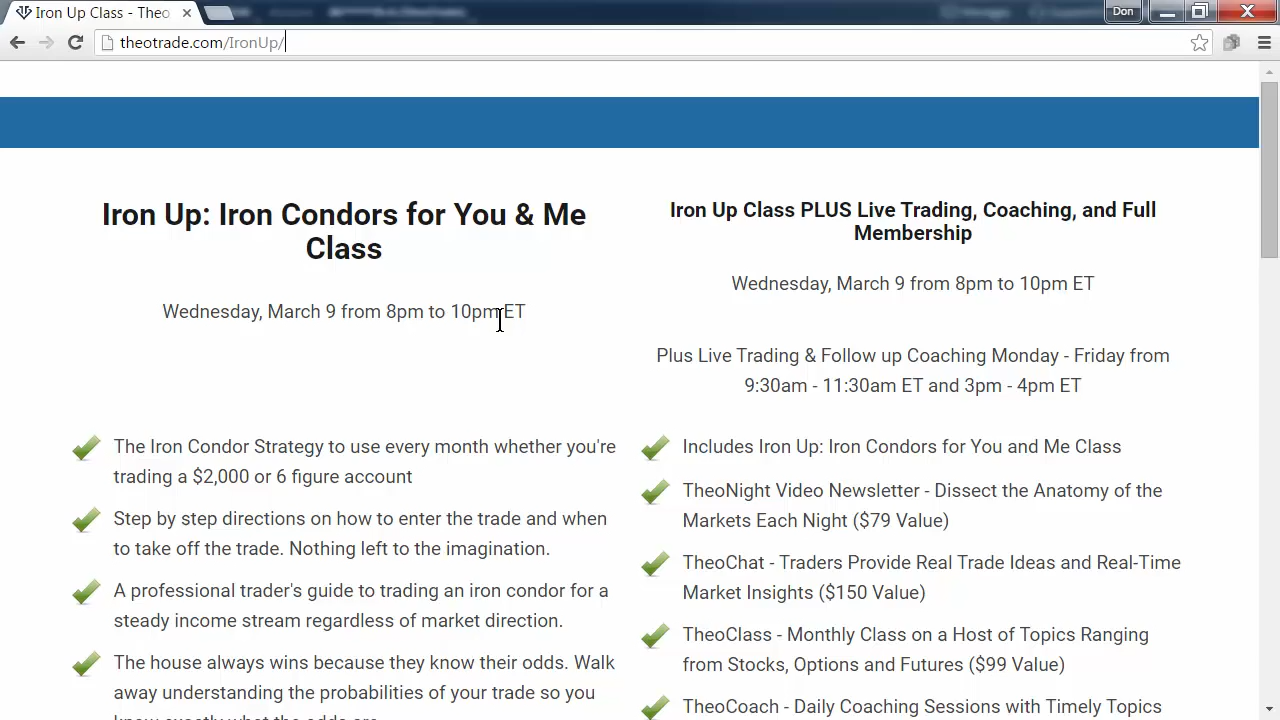 Iron Up Class - Theo
Don
theotrade.com/IronUp/
Iron Up: Iron Condors for You & Me
Class
Wednesday, March 9 from 8pm to 10pm ET
The Iron Condor Strategy to use every month whether you're
trading a $2,000 or 6 figure account
Step by step directions on how to enter the trade and when
to take off the trade. Nothing left to the imagination.
A professional trader's guide to trading an iron condor for a
steady income stream regardless of market direction.
The house always wins because they know their odds. Walk
away understanding the probabilities of your trade so you
know exactly what the odds are
Iron Up Class PLUS Live Trading, Coaching, and Full
Membership
Wednesday, March 9 from 8pm to 10pm ET
Plus Live Trading & Follow up Coaching Monday - Friday from
9:30am - 11:30am ET and 3pm - 4pm ET
Includes Iron Up: Iron Condors for You and Me Class
TheoNight Video Newsletter - Dissect the Anatomy of the
Markets Each Night ($79 Value)
TheoChat - Traders Provide Real Trade Ideas and Real-Time
Market Insights ($150 Value)
TheoClass - Monthly Class on a Host of Topics Ranging
from Stocks, Options and Futures ($99 Value)
TheoCoach - Daily Coaching Sessions with Timely Topics